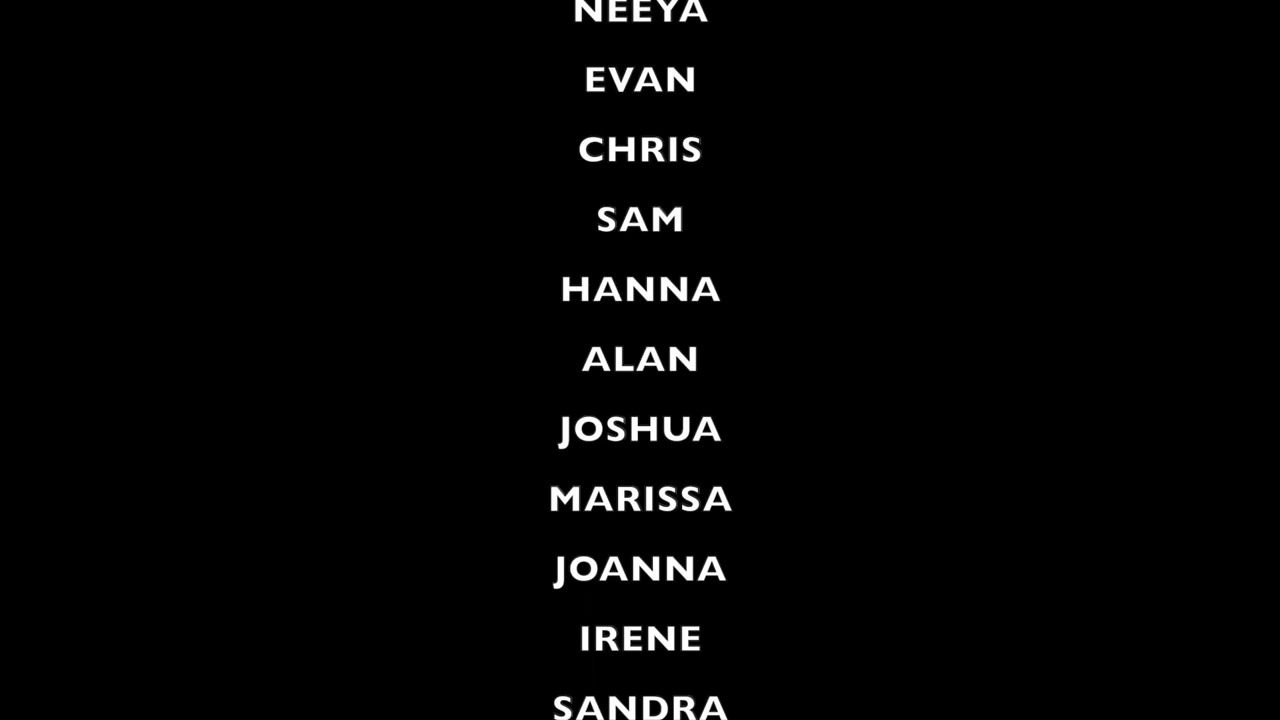 NEEYA
EVAN
CHRIS
SAM
HANNA
ALAN
JOSHUA
MARISSA
JOANNA
IRENE
SANDRA